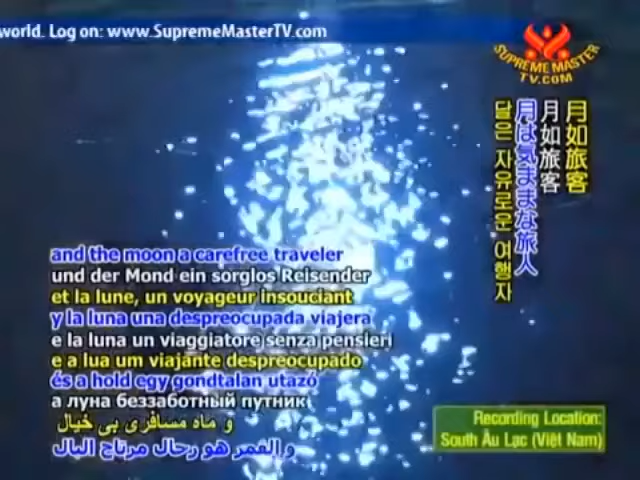 world. Log on: www.SupremeMasterTV.com
SUPREME MASTER
TV.COM
月如旅客
月如旅客
月は気ままな旅人
달은 자유로운 여행자
and the moon a carefree traveler
und der Mond ein sorglos Reisender
et la lune, un voyageur insouciant
y la luna una despreocupada viajera
e la luna un viaggiatore senza pensieri
e a lua um viajante despreocupado
és a hold egy gondtalan utazó
а луна беззаботный путник
و ماه مسافری بی خیال
و القمر هو رحال مرتاح البال
Recording Location:
South Âu Lạc (Việt Nam)